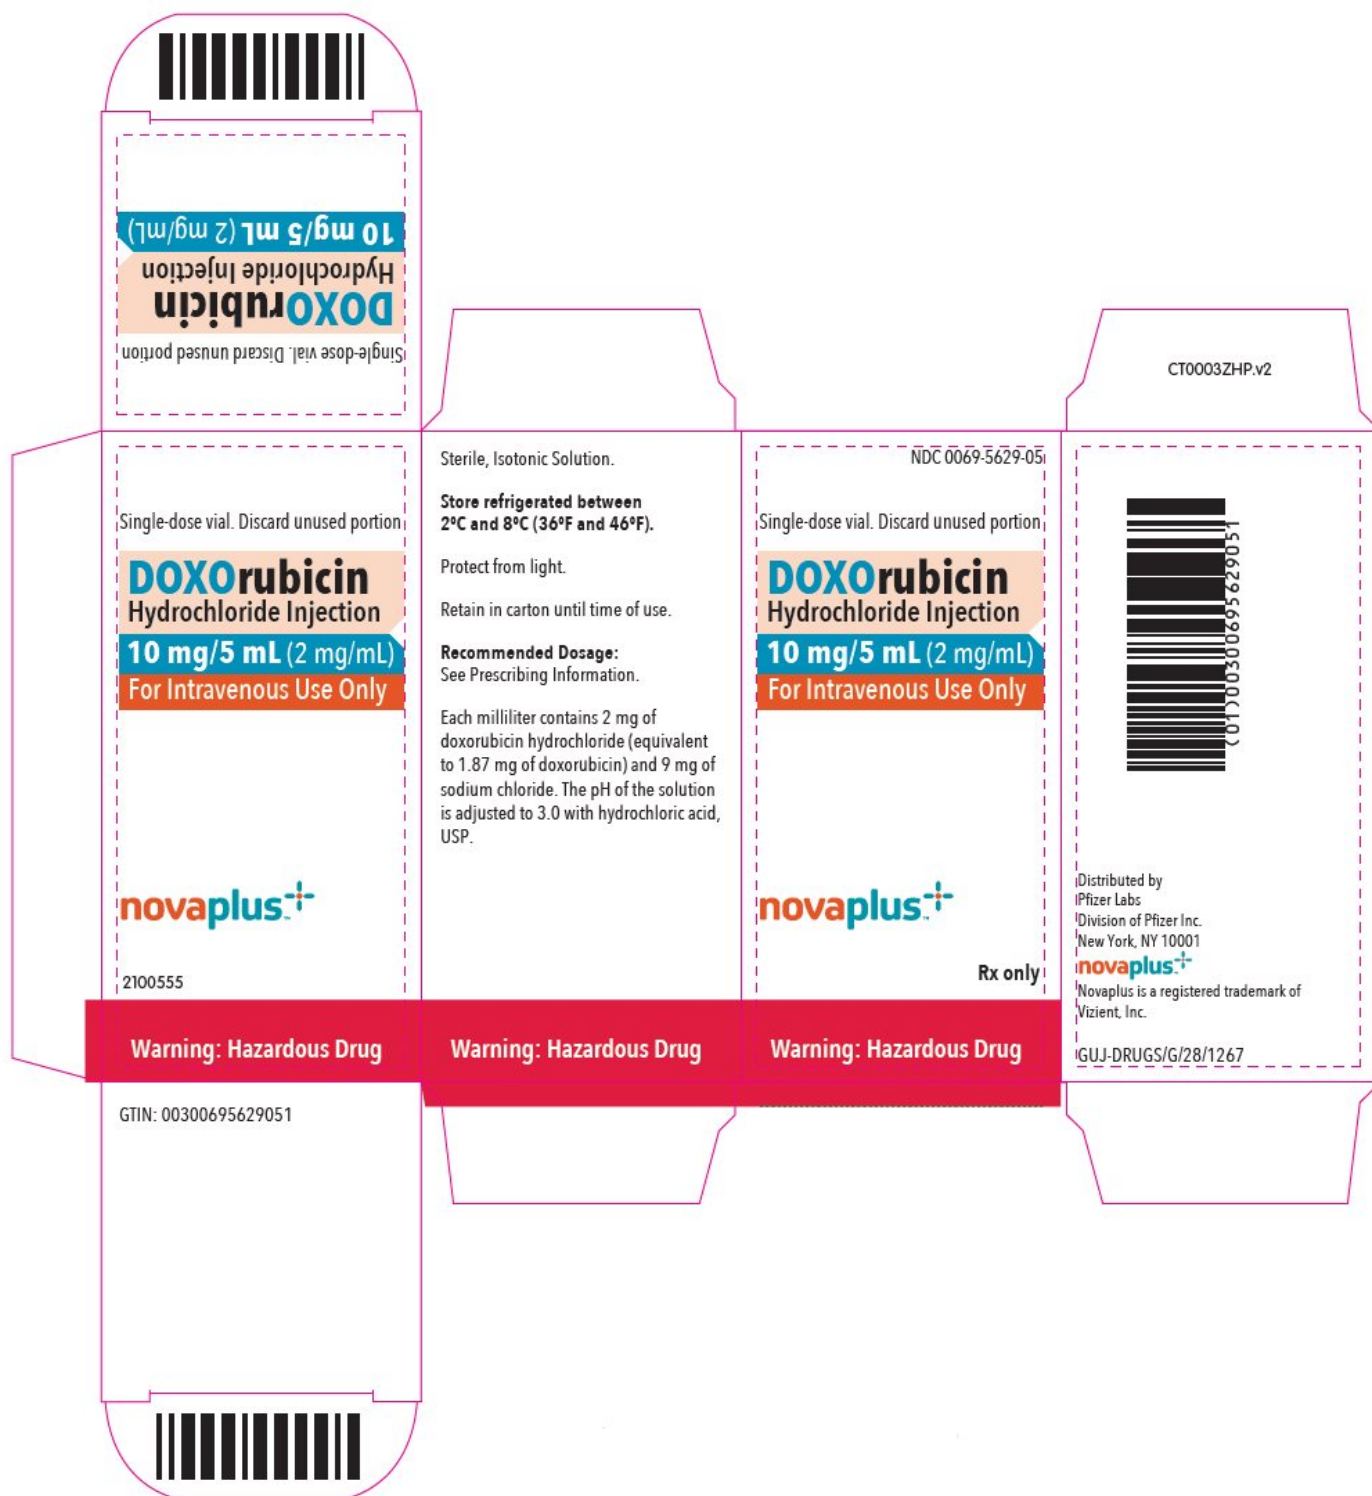 Single-dose vial. Discard unused portion
DOXOrubicin
Hydrochloride Injection
10 mg/5 mL (2 mg/mL)
CT0003ZHP.v2
Single-dose vial. Discard unused portion
DOXOrubicin
Hydrochloride Injection
10 mg/5 mL (2 mg/mL)
For Intravenous Use Only
novaplus™
2100555
Warning: Hazardous Drug
GTIN: 00300695629051
Sterile, Isotonic Solution.
Store refrigerated between
2ºC and 8ºC (36ºF and 46ºF).
Protect from light.
Retain in carton until time of use.
Recommended Dosage:
See Prescribing Information.
Each milliliter contains 2 mg of
doxorubicin hydrochloride (equivalent
to 1.87 mg of doxorubicin) and 9 mg of
sodium chloride. The pH of the solution
is adjusted to 3.0 with hydrochloric acid,
USP.
Warning: Hazardous Drug
NDC 0069-5629-05
Single-dose vial. Discard unused portion
DOXOrubicin
Hydrochloride Injection
10 mg/5 mL (2 mg/mL)
For Intravenous Use Only
novaplus™
Rx only
Warning: Hazardous Drug
(01)00300695629051
Distributed by
Pfizer Labs
Division of Pfizer Inc.
New York, NY 10001
novaplus™
Novaplus is a registered trademark of
Vizient, Inc.
GUJ-DRUGS/G/28/1267